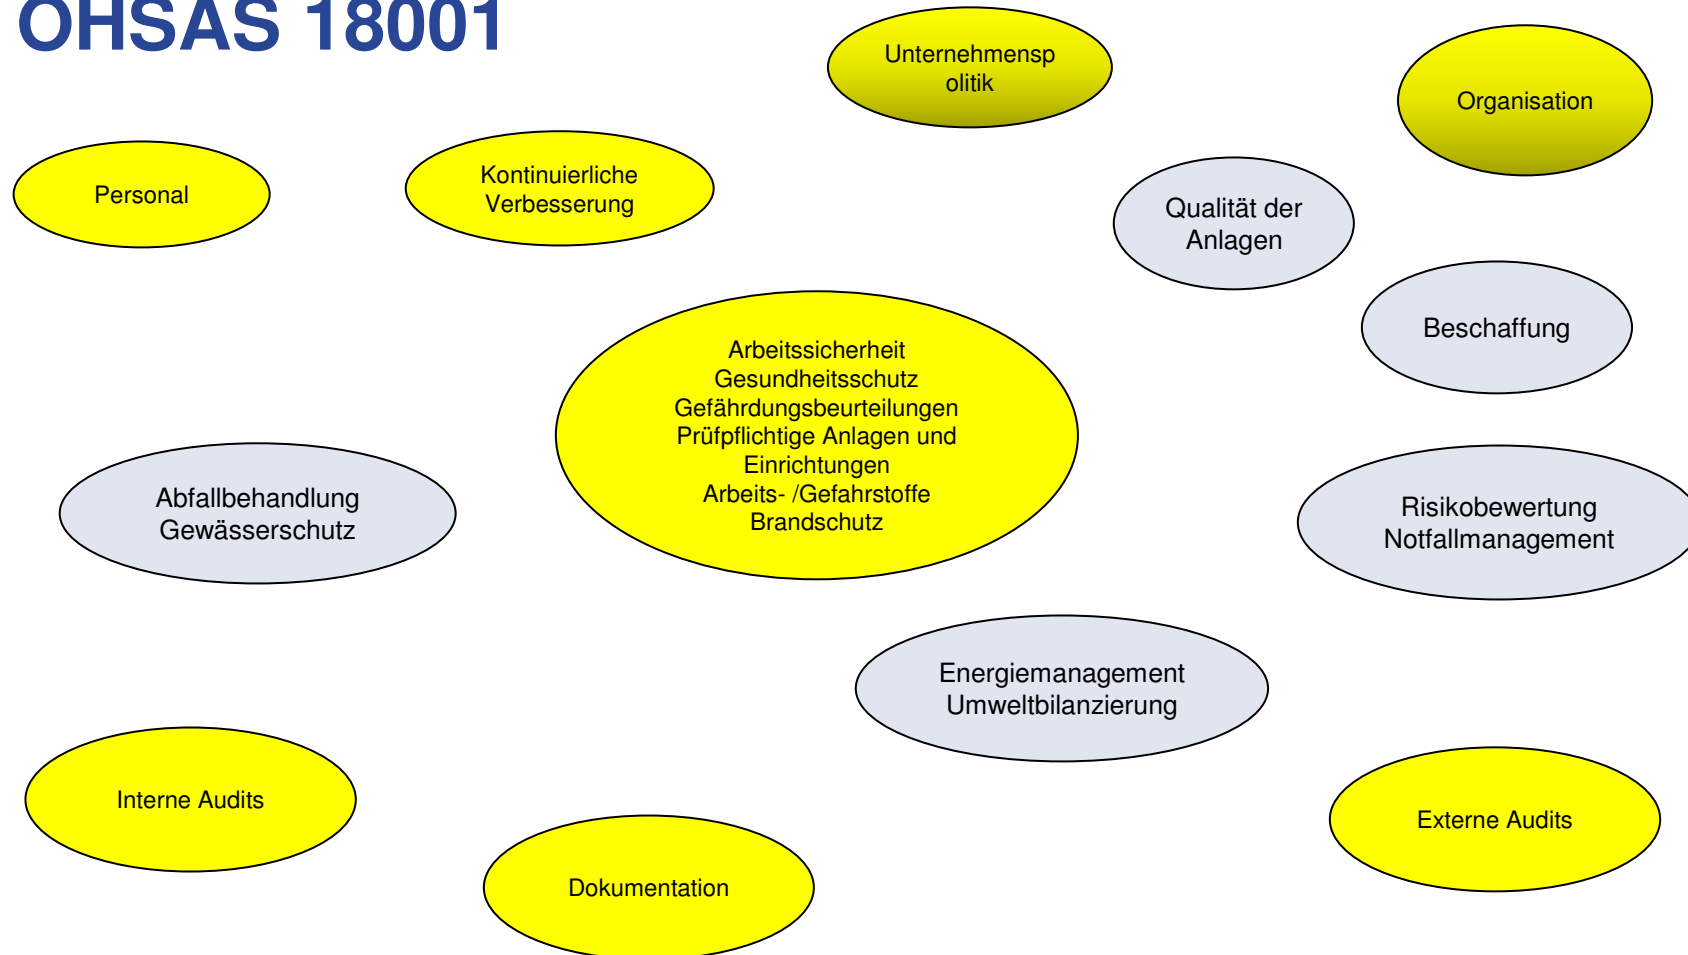 OHSAS 18001
Unternehmensp
olitik
Organisation
Personal
Kontinuierliche
Verbesserung
Qualität der
Anlagen
Beschaffung
Arbeitssicherheit
Gesundheitsschutz
Gefährdungsbeurteilungen
Prüfpflichtige Anlagen und
Einrichtungen
Arbeits- /Gefahrstoffe
Brandschutz
Abfallbehandlung
Gewässerschutz
Risikobewertung
Notfallmanagement
Energiemanagement
Umweltbilanzierung
Interne Audits
Externe Audits
Dokumentation